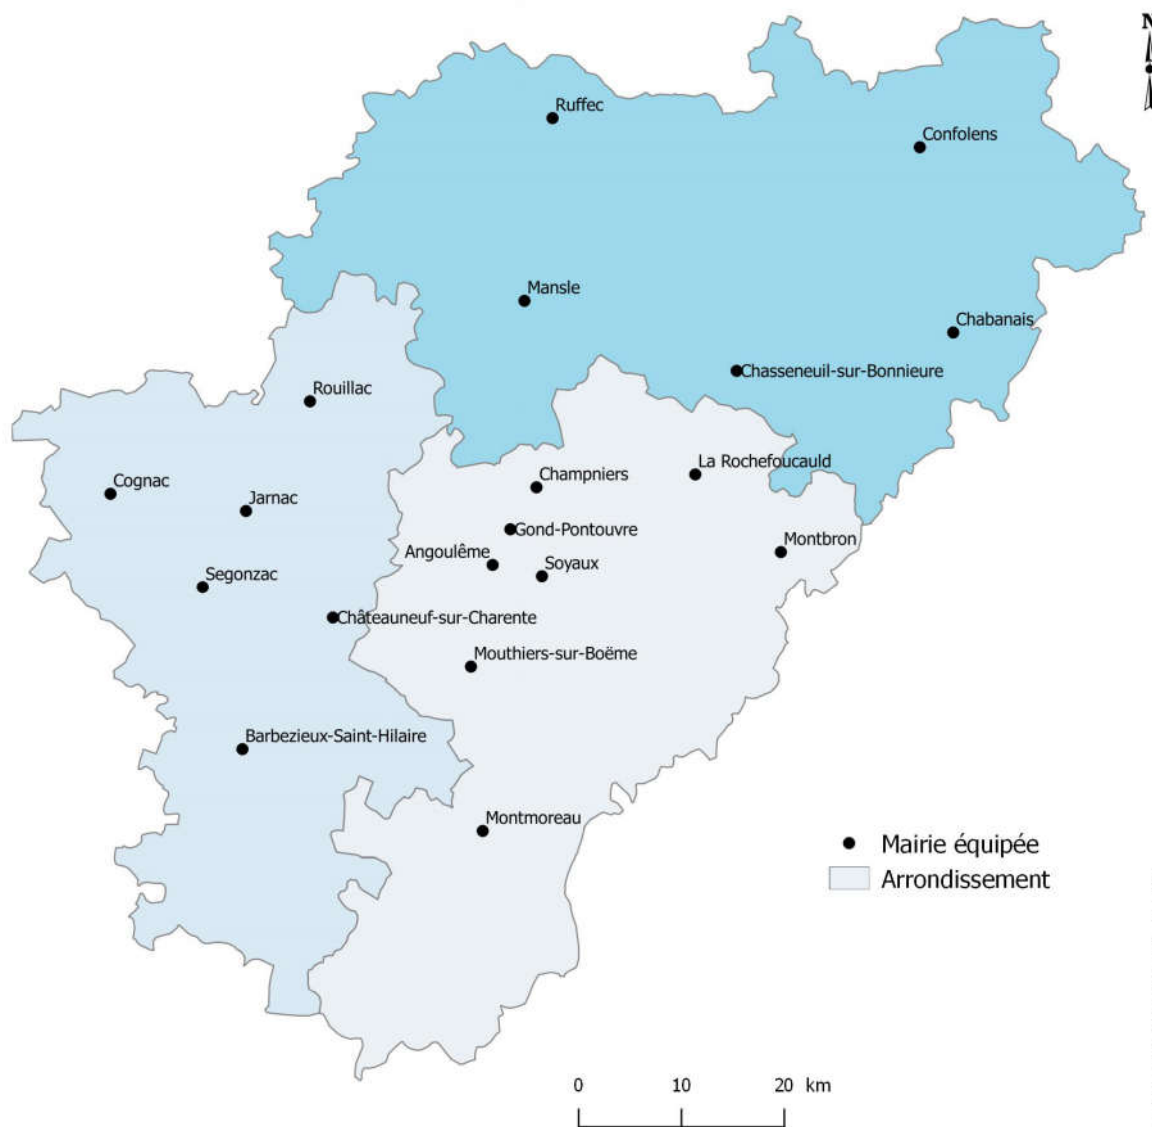 N
Ruffec
Confolens
Mansle
Chabanais
Chasseneuil-sur-Bonnieure
Rouillac
La Rochefoucauld
Champniers
Cognac
Jarnac
Gond-Pontouvre
Montbron
Angoulême
Soyaux
Segonzac
Châteauneuf-sur-Charente
Mouthiers-sur-Boëme
Barbezieux-Saint-Hilaire
Montmoreau
Mairie équipée
Arrondissement
0 10 20 km